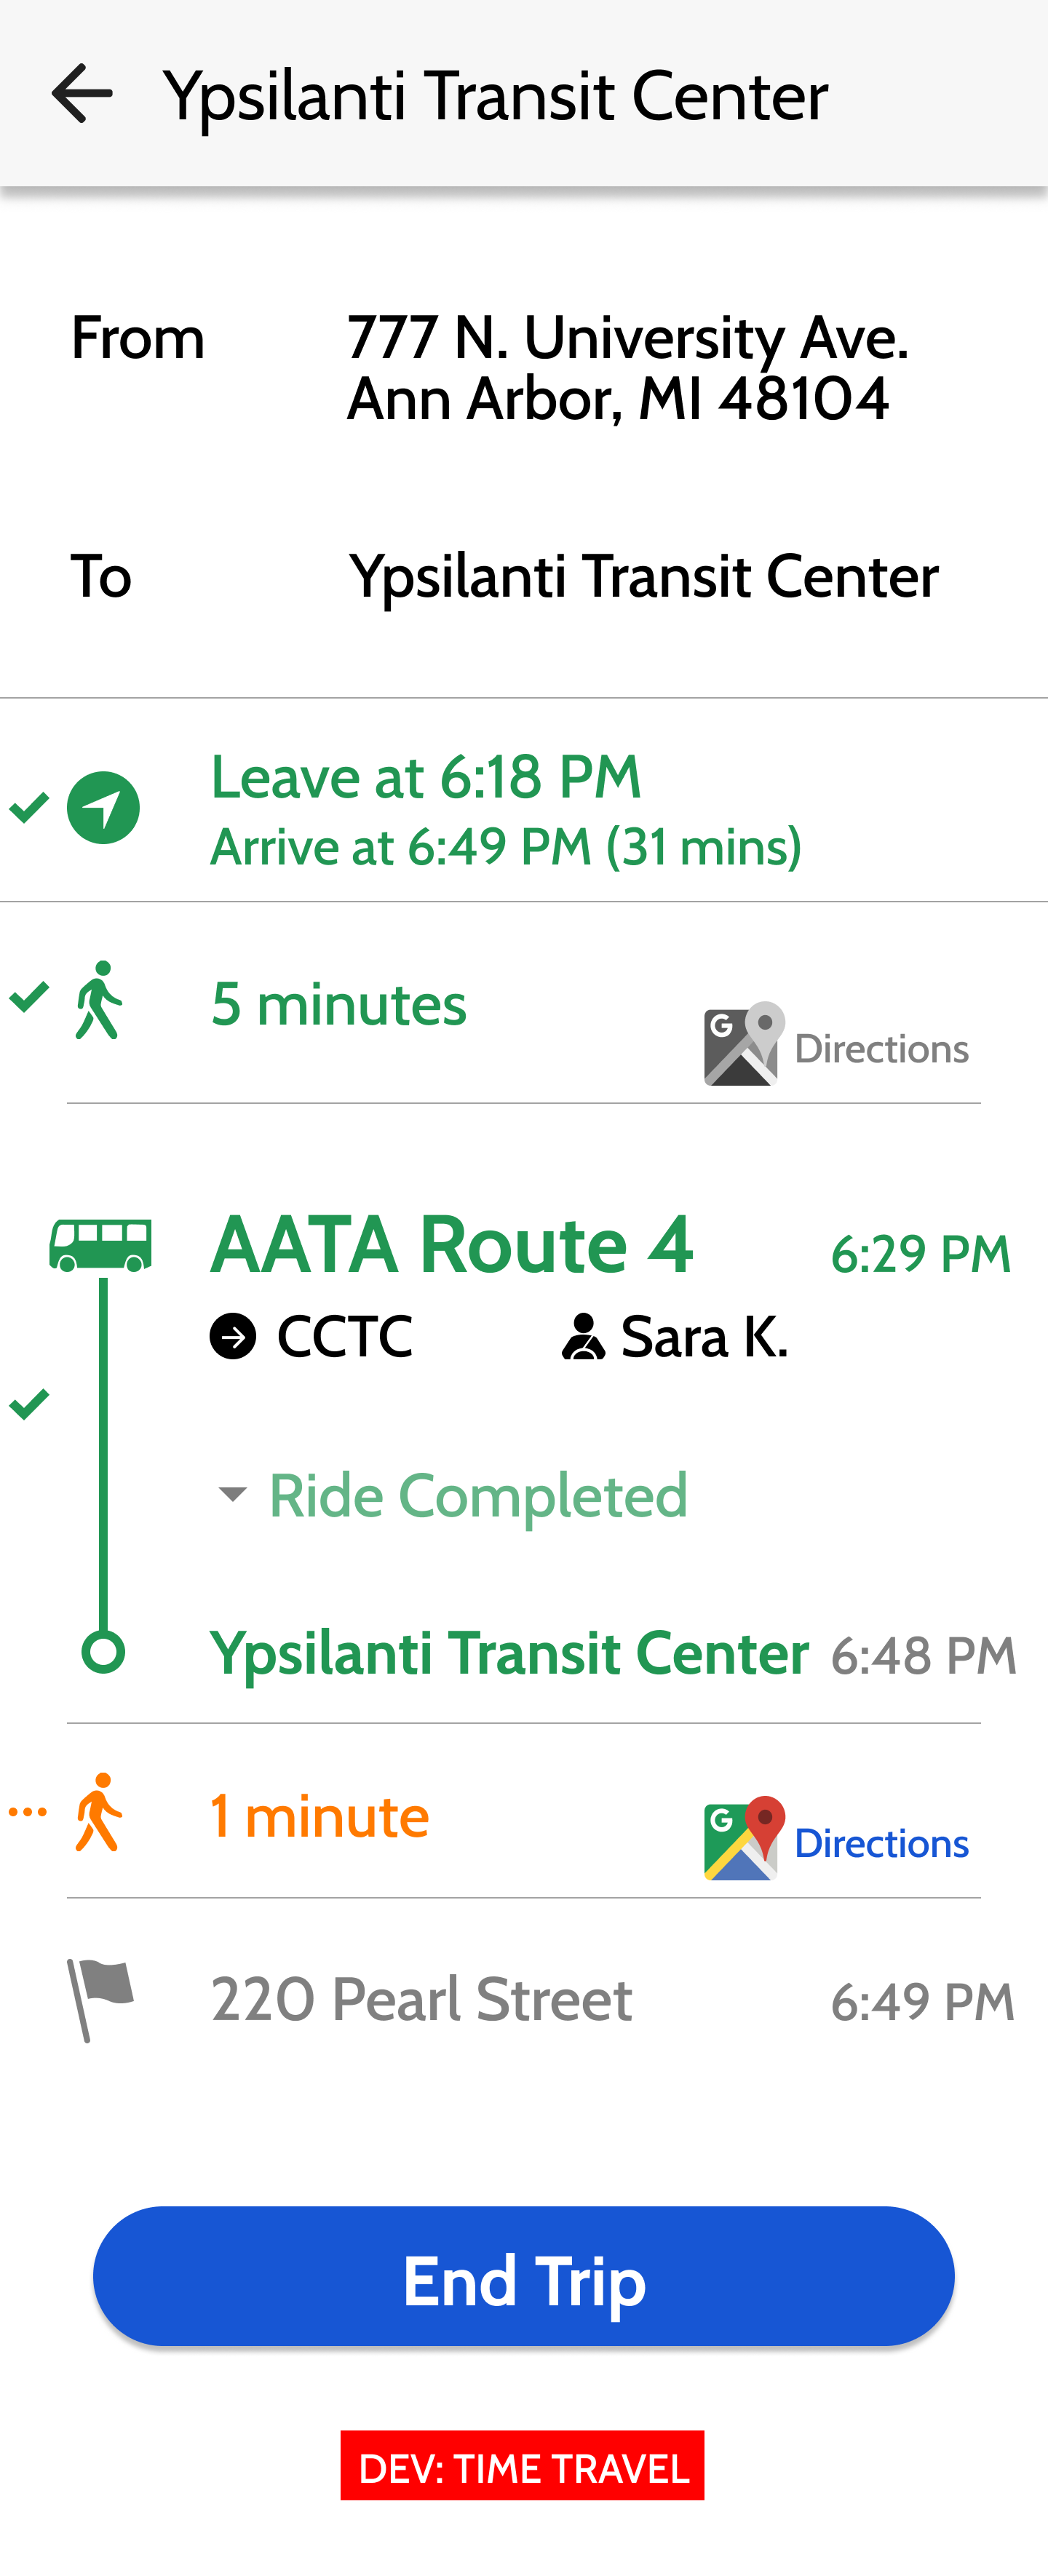 Ypsilanti Transit Center
From
777 N. University Ave.
Ann Arbor, MI 48104
To
Ypsilanti Transit Center
Leave at 6:18 PM
Arrive at 6:49 PM (31 mins)
5 minutes
G
Directions
AATA Route 4
6:29 PM
CCTC
Sara K.
Ride Completed
Ypsilanti Transit Center
6:48 PM
1 minute
G
Directions
220 Pearl Street
6:49 PM
End Trip
DEV: TIME TRAVEL